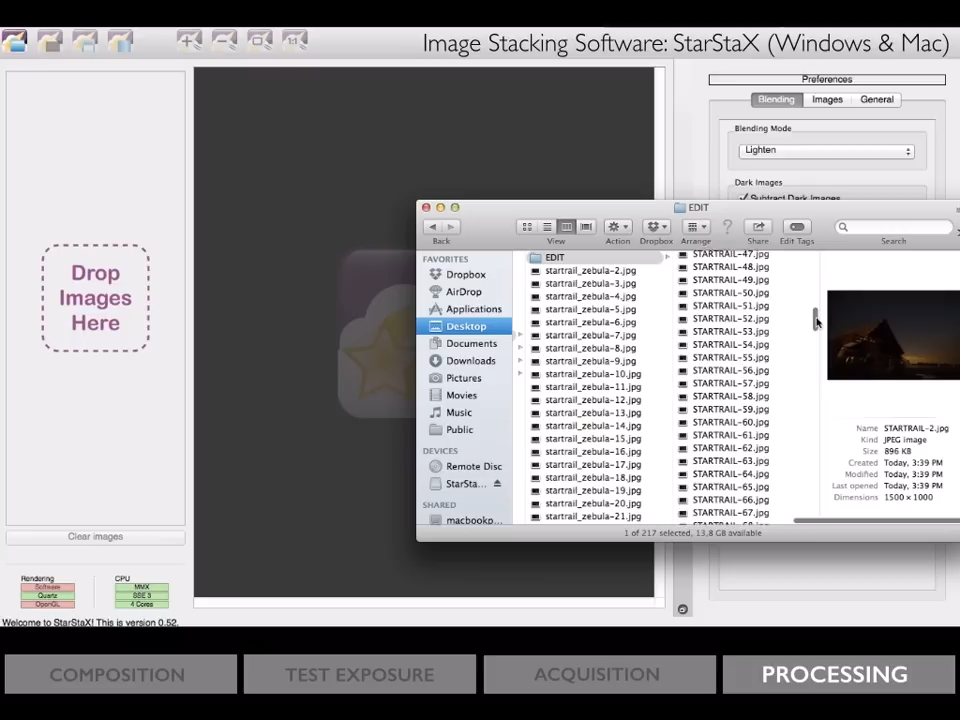 Image Stacking Software: StarStaX (Windows & Mac)
Preferences
Blending Images General
Blending Mode
Lighten
Dark Images
Subtract Dark Images
Drop
Images
Here
Clear images
Rendering
Software
Quartz
OpenGL
CPU
MMX
SSE 3
4 Cores
Welcome to StarStaX! This is version 0.52.
EDIT
Back View Action Dropbox Arrange Share Edit Tags Search
FAVORITES
Dropbox
AirDrop
Applications
Desktop
Documents
Downloads
Pictures
Movies
Music
Public
DEVICES
Remote Disc
StarSta...
SHARED
macbookp...
EDIT
startrail_zebula-2.jpg
startrail_zebula-3.jpg
startrail_zebula-4.jpg
startrail_zebula-5.jpg
startrail_zebula-6.jpg
startrail_zebula-7.jpg
startrail_zebula-8.jpg
startrail_zebula-9.jpg
startrail_zebula-10.jpg
startrail_zebula-11.jpg
startrail_zebula-12.jpg
startrail_zebula-13.jpg
startrail_zebula-14.jpg
startrail_zebula-15.jpg
startrail_zebula-16.jpg
startrail_zebula-17.jpg
startrail_zebula-18.jpg
startrail_zebula-19.jpg
startrail_zebula-20.jpg
startrail_zebula-21.jpg
STARTRAIL-47.jpg
STARTRAIL-48.jpg
STARTRAIL-49.jpg
STARTRAIL-50.jpg
STARTRAIL-51.jpg
STARTRAIL-52.jpg
STARTRAIL-53.jpg
STARTRAIL-54.jpg
STARTRAIL-55.jpg
STARTRAIL-56.jpg
STARTRAIL-57.jpg
STARTRAIL-58.jpg
STARTRAIL-59.jpg
STARTRAIL-60.jpg
STARTRAIL-61.jpg
STARTRAIL-62.jpg
STARTRAIL-63.jpg
STARTRAIL-64.jpg
STARTRAIL-65.jpg
STARTRAIL-66.jpg
STARTRAIL-67.jpg
Name STARTRAIL-2.jpg
Kind JPEG image
Size 896 KB
Created Today, 3:39 PM
Modified Today, 3:39 PM
Last opened Today, 3:39 PM
Dimensions 1500 × 1000
1 of 217 selected, 13.8 GB available
COMPOSITION
TEST EXPOSURE
ACQUISITION
PROCESSING